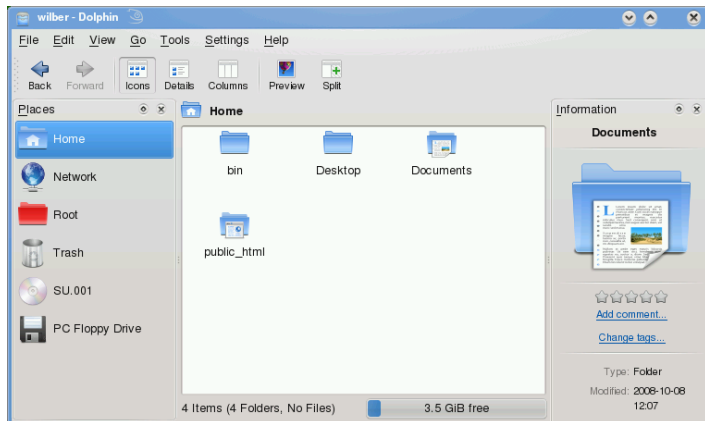 wilber - Dolphin
File Edit View Go Tools Settings Help
Back Forward Icons Details Columns Preview Split
Places
Home
Network
Root
Trash
SU.001
PC Floppy Drive
Home
bin Desktop Documents
public_html
4 Items (4 Folders, No Files) 3.5 GiB free
Information
Documents
Add comment...
Change tags...
Type: Folder
Modified: 2008-10-08
12:07